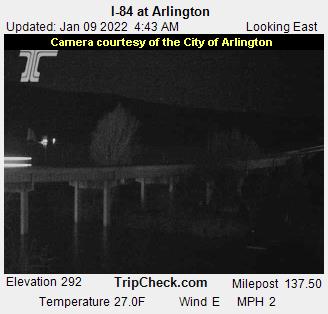 I-84 at Arlington
Updated: Jan 09 2022 4:43 AM Looking East
Camera courtesy of the City of Arlington
Elevation 292 TripCheck.com Milepost 137.50
Temperature 27.0F Wind E MPH 2